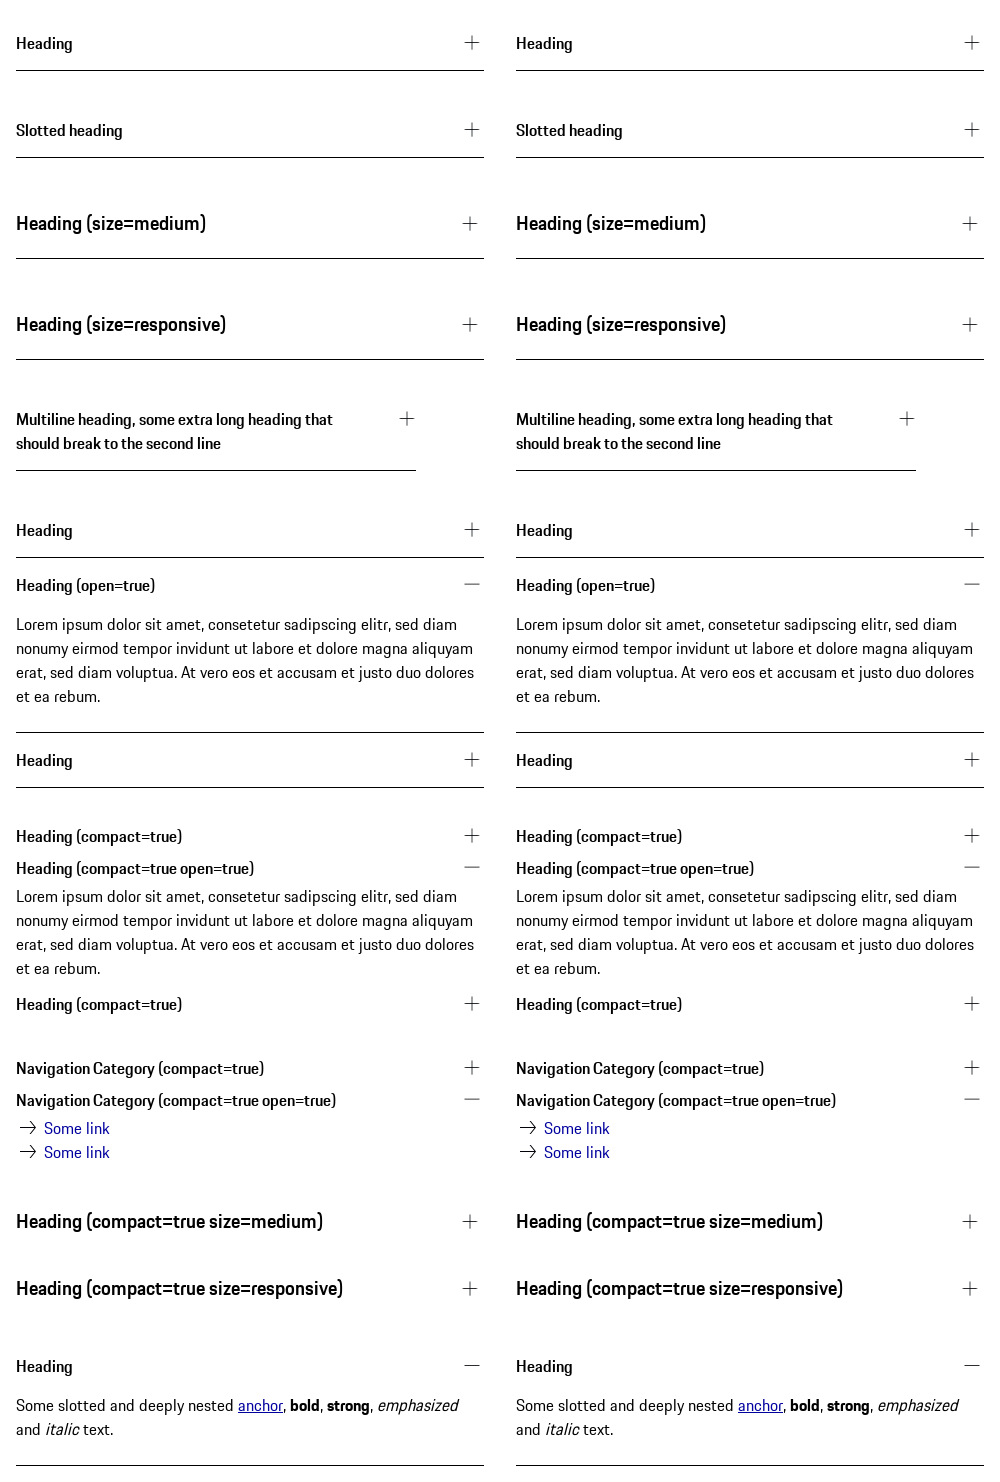 Heading
Slotted heading
Heading (size=medium)
Heading (size=responsive)
Multiline heading, some extra long heading that
should break to the second line
Heading
Heading (open=true)
Lorem ipsum dolor sit amet, consetetur sadipscing elitr, sed diam
nonumy eirmod tempor invidunt ut labore et dolore magna aliquyam
erat, sed diam voluptua. At vero eos et accusam et justo duo dolores
et ea rebum.
Heading
Heading (compact=true)
Heading (compact=true open=true)
Lorem ipsum dolor sit amet, consetetur sadipscing elitr, sed diam
nonumy eirmod tempor invidunt ut labore et dolore magna aliquyam
erat, sed diam voluptua. At vero eos et accusam et justo duo dolores
et ea rebum.
Heading (compact=true)
Navigation Category (compact=true)
Navigation Category (compact=true open=true)
Some link
Some link
Heading (compact=true size=medium)
Heading (compact=true size=responsive)
Heading
Some slotted and deeply nested anchor, bold, strong, emphasized
and italic text.
Heading
Slotted heading
Heading (size=medium)
Heading (size=responsive)
Multiline heading, some extra long heading that
should break to the second line
Heading
Heading (open=true)
Lorem ipsum dolor sit amet, consetetur sadipscing elitr, sed diam
nonumy eirmod tempor invidunt ut labore et dolore magna aliquyam
erat, sed diam voluptua. At vero eos et accusam et justo duo dolores
et ea rebum.
Heading
Heading (compact=true)
Heading (compact=true open=true)
Lorem ipsum dolor sit amet, consetetur sadipscing elitr, sed diam
nonumy eirmod tempor invidunt ut labore et dolore magna aliquyam
erat, sed diam voluptua. At vero eos et accusam et justo duo dolores
et ea rebum.
Heading (compact=true)
Navigation Category (compact=true)
Navigation Category (compact=true open=true)
Some link
Some link
Heading (compact=true size=medium)
Heading (compact=true size=responsive)
Heading
Some slotted and deeply nested anchor, bold, strong, emphasized
and italic text.